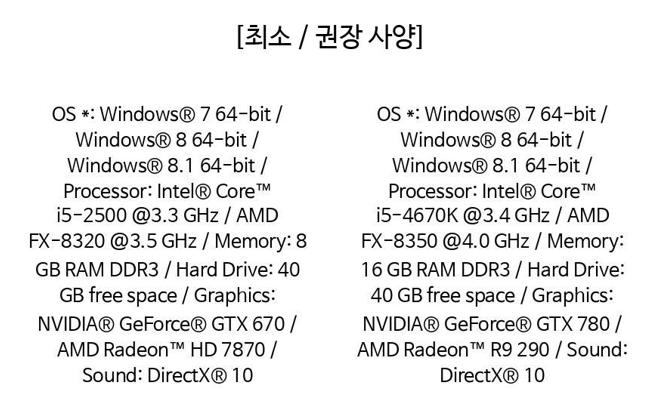 [최소 / 권장 사양]
OS *: Windows® 7 64-bit /
Windows® 8 64-bit /
Windows® 8.1 64-bit /
Processor: Intel® Core™
i5-2500 @3.3 GHz / AMD
FX-8320 @3.5 GHz / Memory: 8
GB RAM DDR3 / Hard Drive: 40
GB free space / Graphics:
NVIDIA® GeForce® GTX 670 /
AMD Radeon™ HD 7870 /
Sound: DirectX® 10
OS *: Windows® 7 64-bit /
Windows® 8 64-bit /
Windows® 8.1 64-bit /
Processor: Intel® Core™
i5-4670K @3.4 GHz / AMD
FX-8350 @4.0 GHz / Memory:
16 GB RAM DDR3 / Hard Drive:
40 GB free space / Graphics:
NVIDIA® GeForce® GTX 780 /
AMD Radeon™ R9 290 / Sound:
DirectX® 10